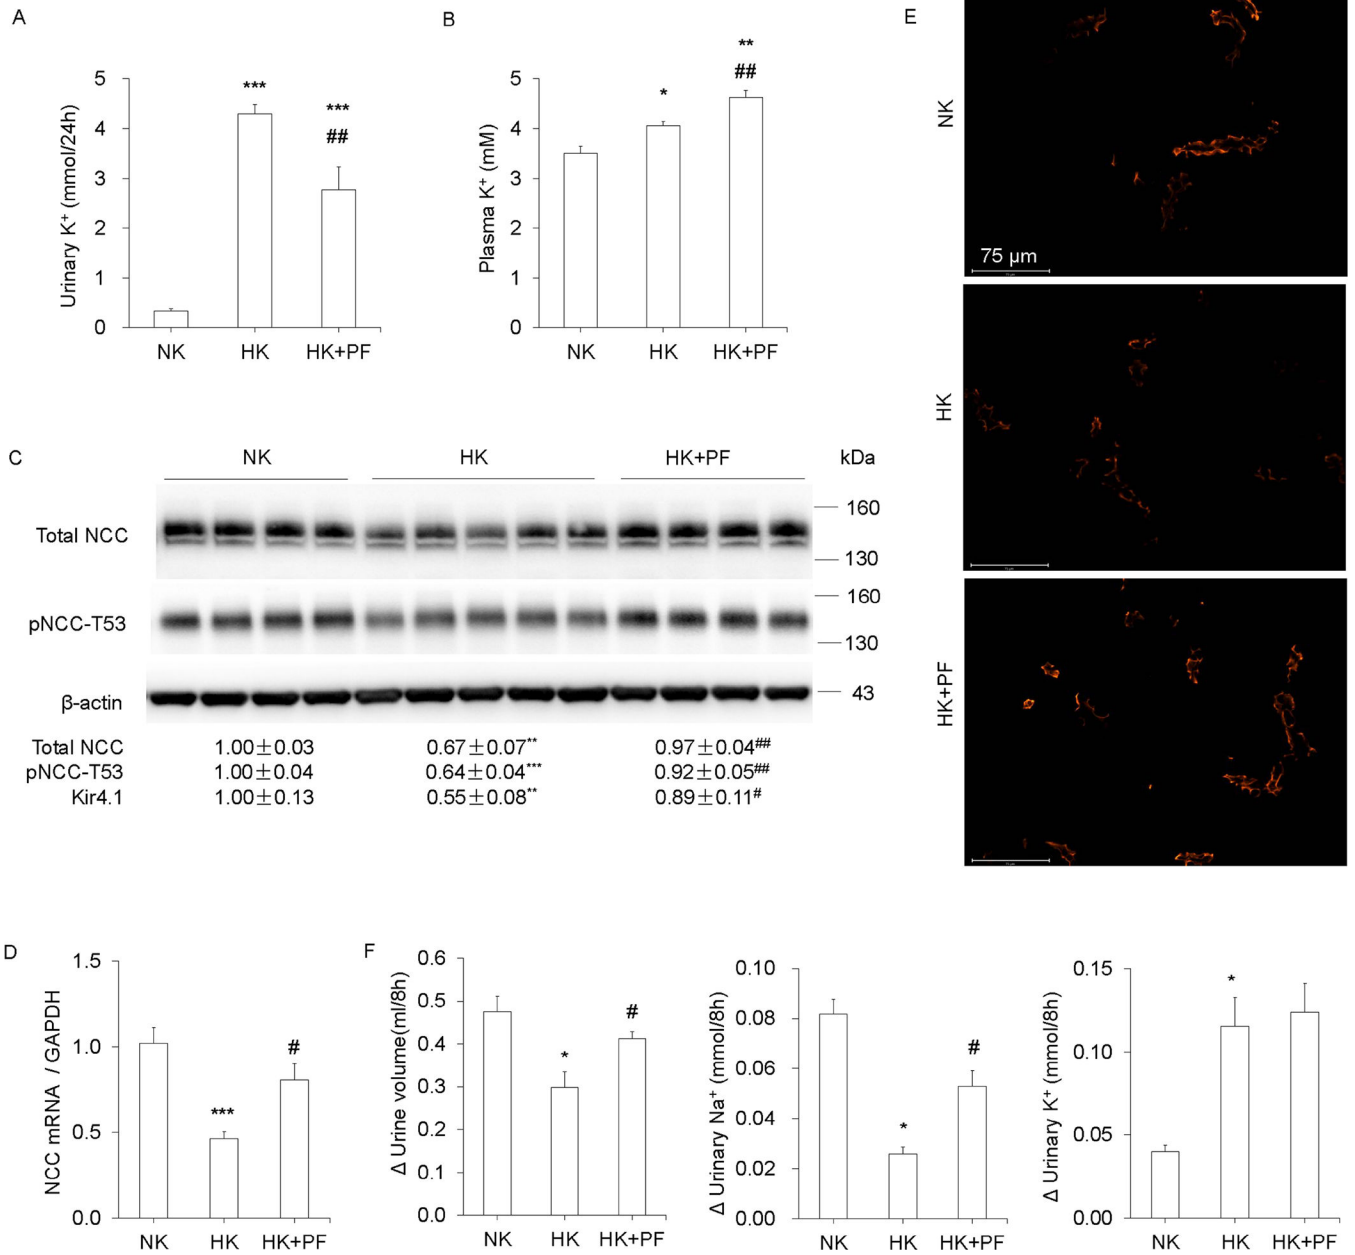 A
Urinary K⁺ (mmol/24h)
5
4
3
2
1
0
***
***
##
NK HK HK+PF
B
Plasma K⁺ (mM)
5
4
3
2
1
0
*
**
##
NK HK HK+PF
C
NK HK HK+PF kDa
Total NCC
160
130
pNCC-T53
160
130
β-actin
43
Total NCC 1.00±0.03 0.67±0.07** 0.97±0.04##
pNCC-T53 1.00±0.04 0.64±0.04*** 0.92±0.05##
Kir4.1 1.00±0.13 0.55±0.08** 0.89±0.11#
D
NCC mRNA / GAPDH
1.5
1.0
0.5
0.0
***
#
NK HK HK+PF
E
NK
75 µm
HK
HK+PF
F
Δ Urine volume(ml/8h)
0.6
0.5
0.4
0.3
0.2
0.1
0.0
*
#
NK HK HK+PF
Δ Urinary Na⁺ (mmol/8h)
0.10
0.08
0.06
0.04
0.02
0.00
*
#
NK HK HK+PF
Δ Urinary K⁺ (mmol/8h)
0.15
0.10
0.05
0.00
*
NK HK HK+PF